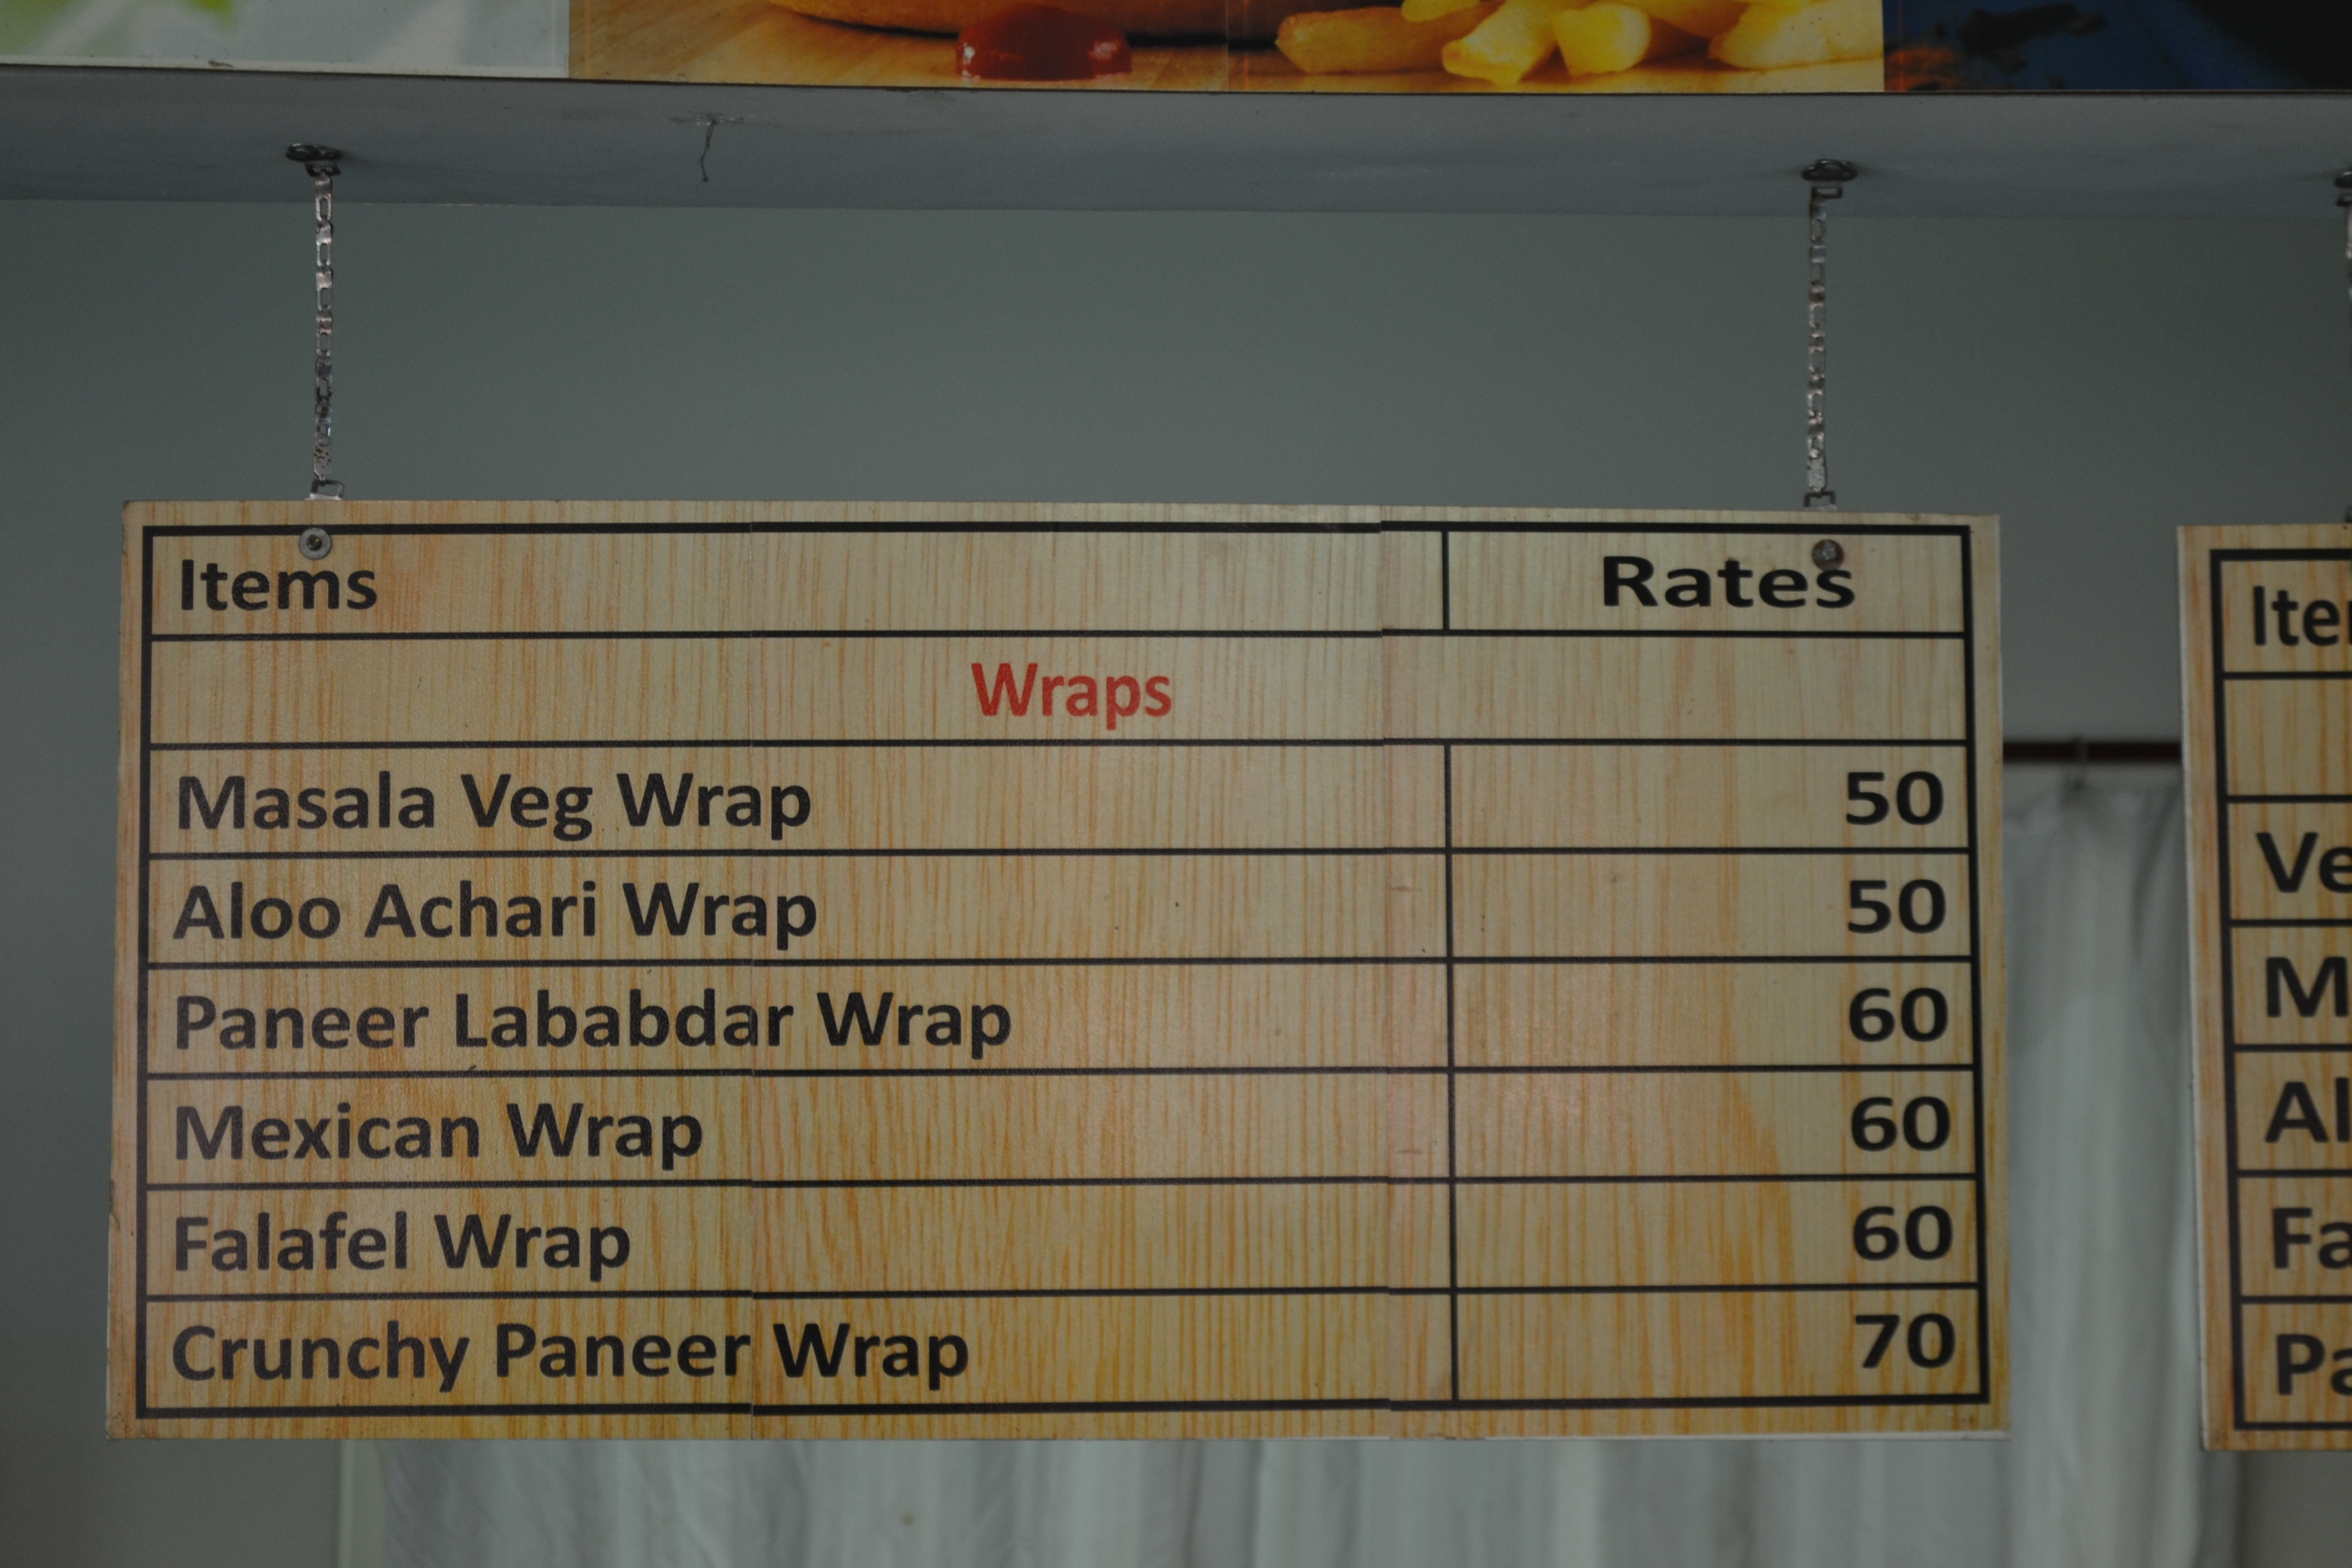 Items Rates
Wraps
Masala Veg Wrap 50
Aloo Achari Wrap 50
Paneer Lababdar Wrap 60
Mexican Wrap 60
Falafel Wrap 60
Crunchy Paneer Wrap 70